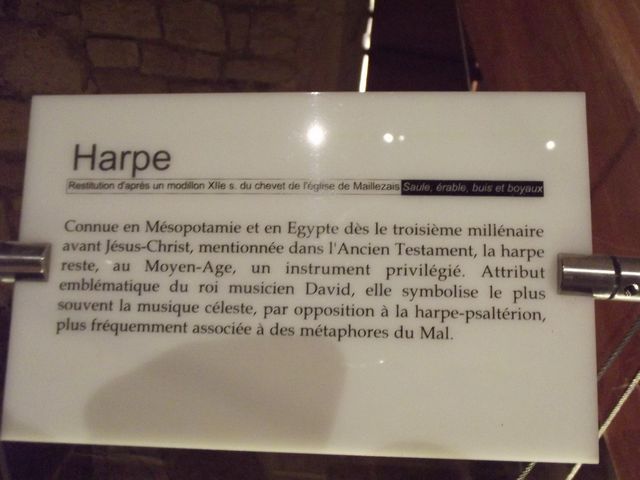 Harpe
Restitution d'après un modillon XIIe s. du chevet de l'église de Maillezais Saule, érable, buis et boyaux
Connue en Mésopotamie et en Egypte dès le troisième millénaire
avant Jésus-Christ, mentionnée dans l'Ancien Testament, la harpe
reste, au Moyen-Age, un instrument privilégié. Attribut
emblématique du roi musicien David, elle symbolise le plus
souvent la musique céleste, par opposition à la harpe-psaltérion,
plus fréquemment associée à des métaphores du Mal.